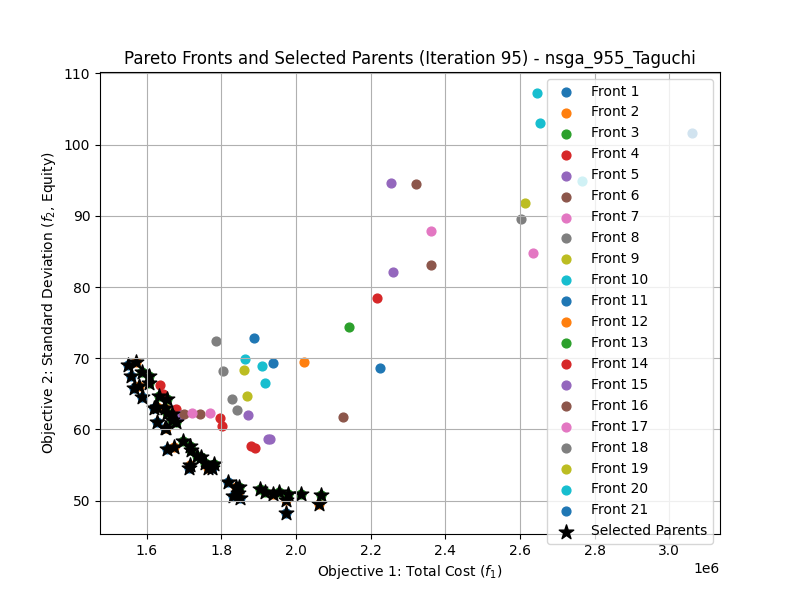 Pareto Fronts and Selected Parents (Iteration 95) - nsga_955_Taguchi
110
100
90
80
70
60
50
Objective 2: Standard Deviation (f₂, Equity)
1.6
1.8
2.0
2.2
2.4
2.6
2.8
3.0
1e6
Objective 1: Total Cost (f₁)
Front 1
Front 2
Front 3
Front 4
Front 5
Front 6
Front 7
Front 8
Front 9
Front 10
Front 11
Front 12
Front 13
Front 14
Front 15
Front 16
Front 17
Front 18
Front 19
Front 20
Front 21
Selected Parents